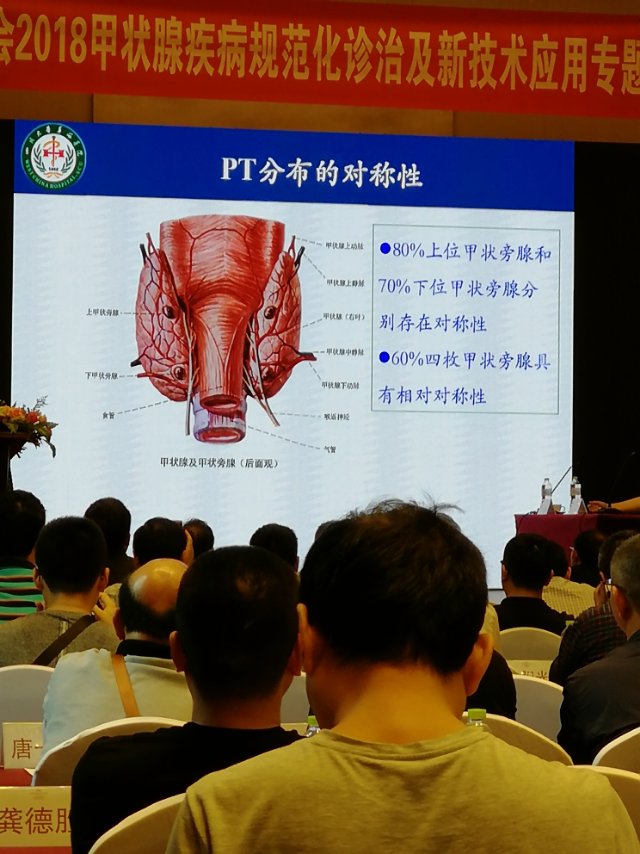 会2018甲状腺疾病规范化诊治及新技术应用专题
PT分布的对称性
甲状腺上动脉
甲状腺上静脉
上甲状旁腺
甲状腺（右叶）
甲状腺中静脉
下甲状旁腺
甲状腺下动脉
食管
喉返神经
气管
甲状腺及甲状旁腺（后面观）
●80%上位甲状旁腺和
70%下位甲状旁腺分
别存在对称性
●60%四枚甲状旁腺具
有相对对称性
唐
龚德